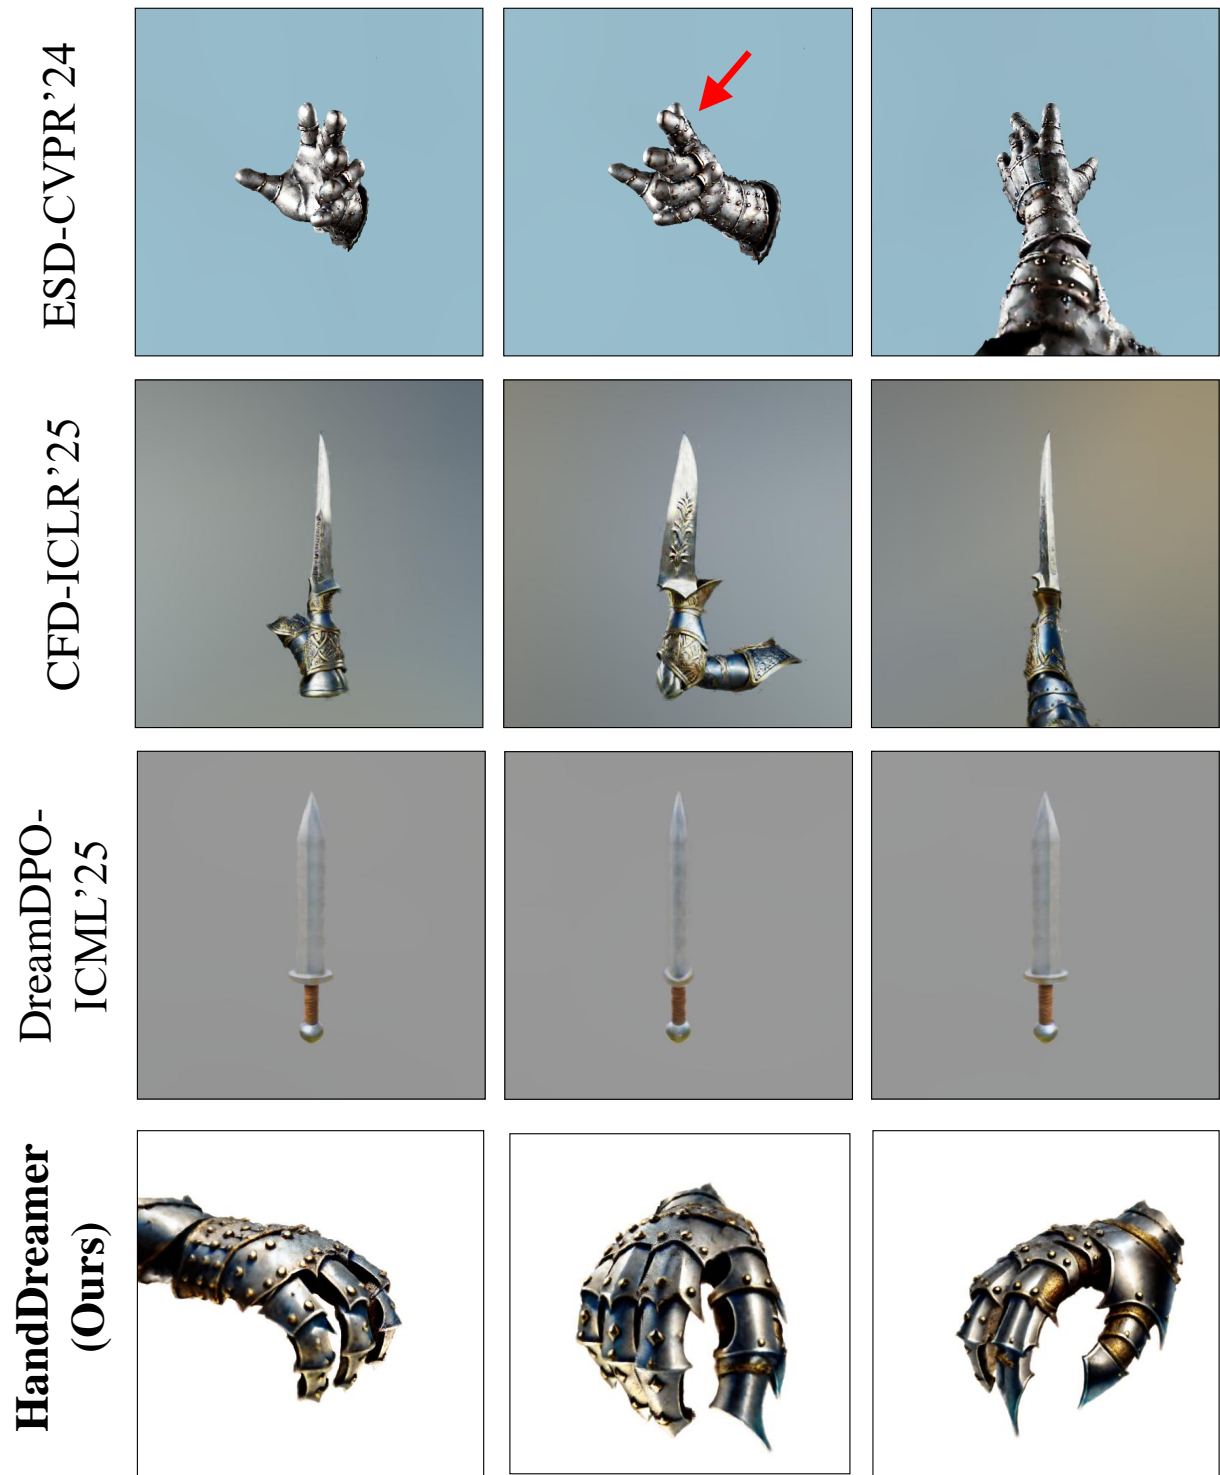 ESD-CVPR’24
CFD-ICLR’25
DreamDPO-
ICML’25
HandDreamer
(Ours)